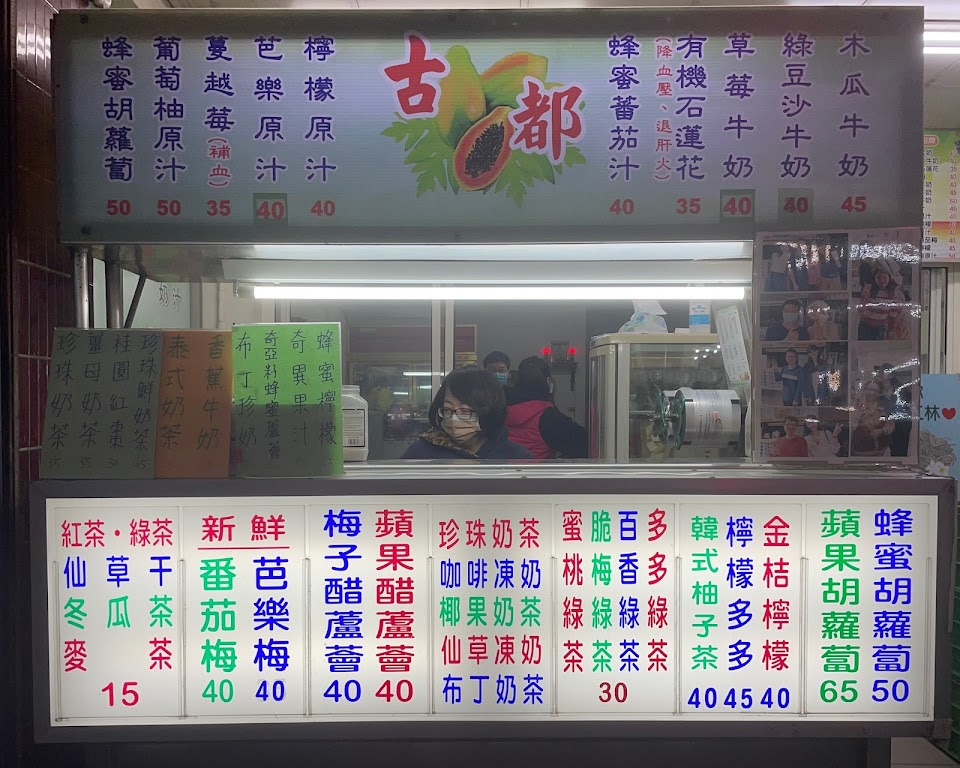 古都
木瓜牛奶 45
綠豆沙牛奶 40
草莓牛奶 40
有機石蓮花 35
(降血壓、退肝火)
蜂蜜蕃茄汁 40
檸檬原汁 40
芭樂原汁 40
蔓越莓(補血) 35
葡萄柚原汁 50
蜂蜜胡蘿蔔 50
蜂蜜檸檬
奇異果汁
奇亞籽蜂蜜蘆薈
布丁珍奶
香蕉牛奶
泰式奶茶
珍珠鮮奶茶 45
桂圓紅棗 30
薑母奶茶 35
珍珠奶茶
蜂蜜胡蘿蔔 50
蘋果胡蘿蔔 65
金桔檸檬 40
檸檬多多 45
韓式柚子茶 40
多多綠茶
百香綠茶
脆梅綠茶
蜜桃綠茶
30
珍珠奶茶
咖啡凍奶
椰果奶茶
仙草凍奶
布丁奶茶
蘋果醋蘆薈 40
梅子醋蘆薈 40
新鮮
芭樂梅 40
番茄梅 40
紅茶·綠茶
仙草干
冬瓜茶
麥 茶
15